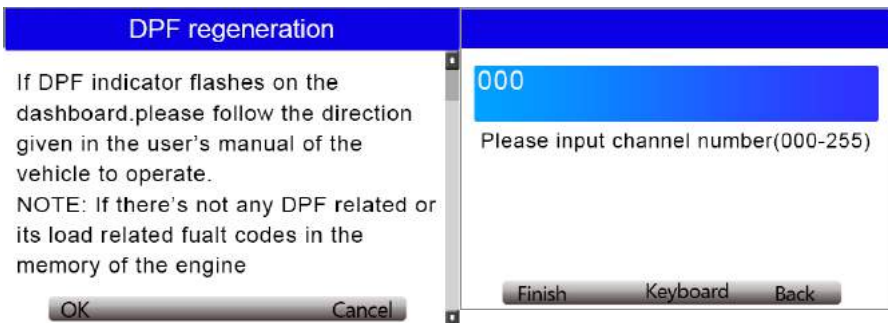 DPF regeneration
If DPF indicator flashes on the
dashboard.please follow the direction
given in the user's manual of the
vehicle to operate.
NOTE: If there's not any DPF related or
its load related fualt codes in the
memory of the engine
OK Cancel
000
Please input channel number(000-255)
Finish Keyboard Back